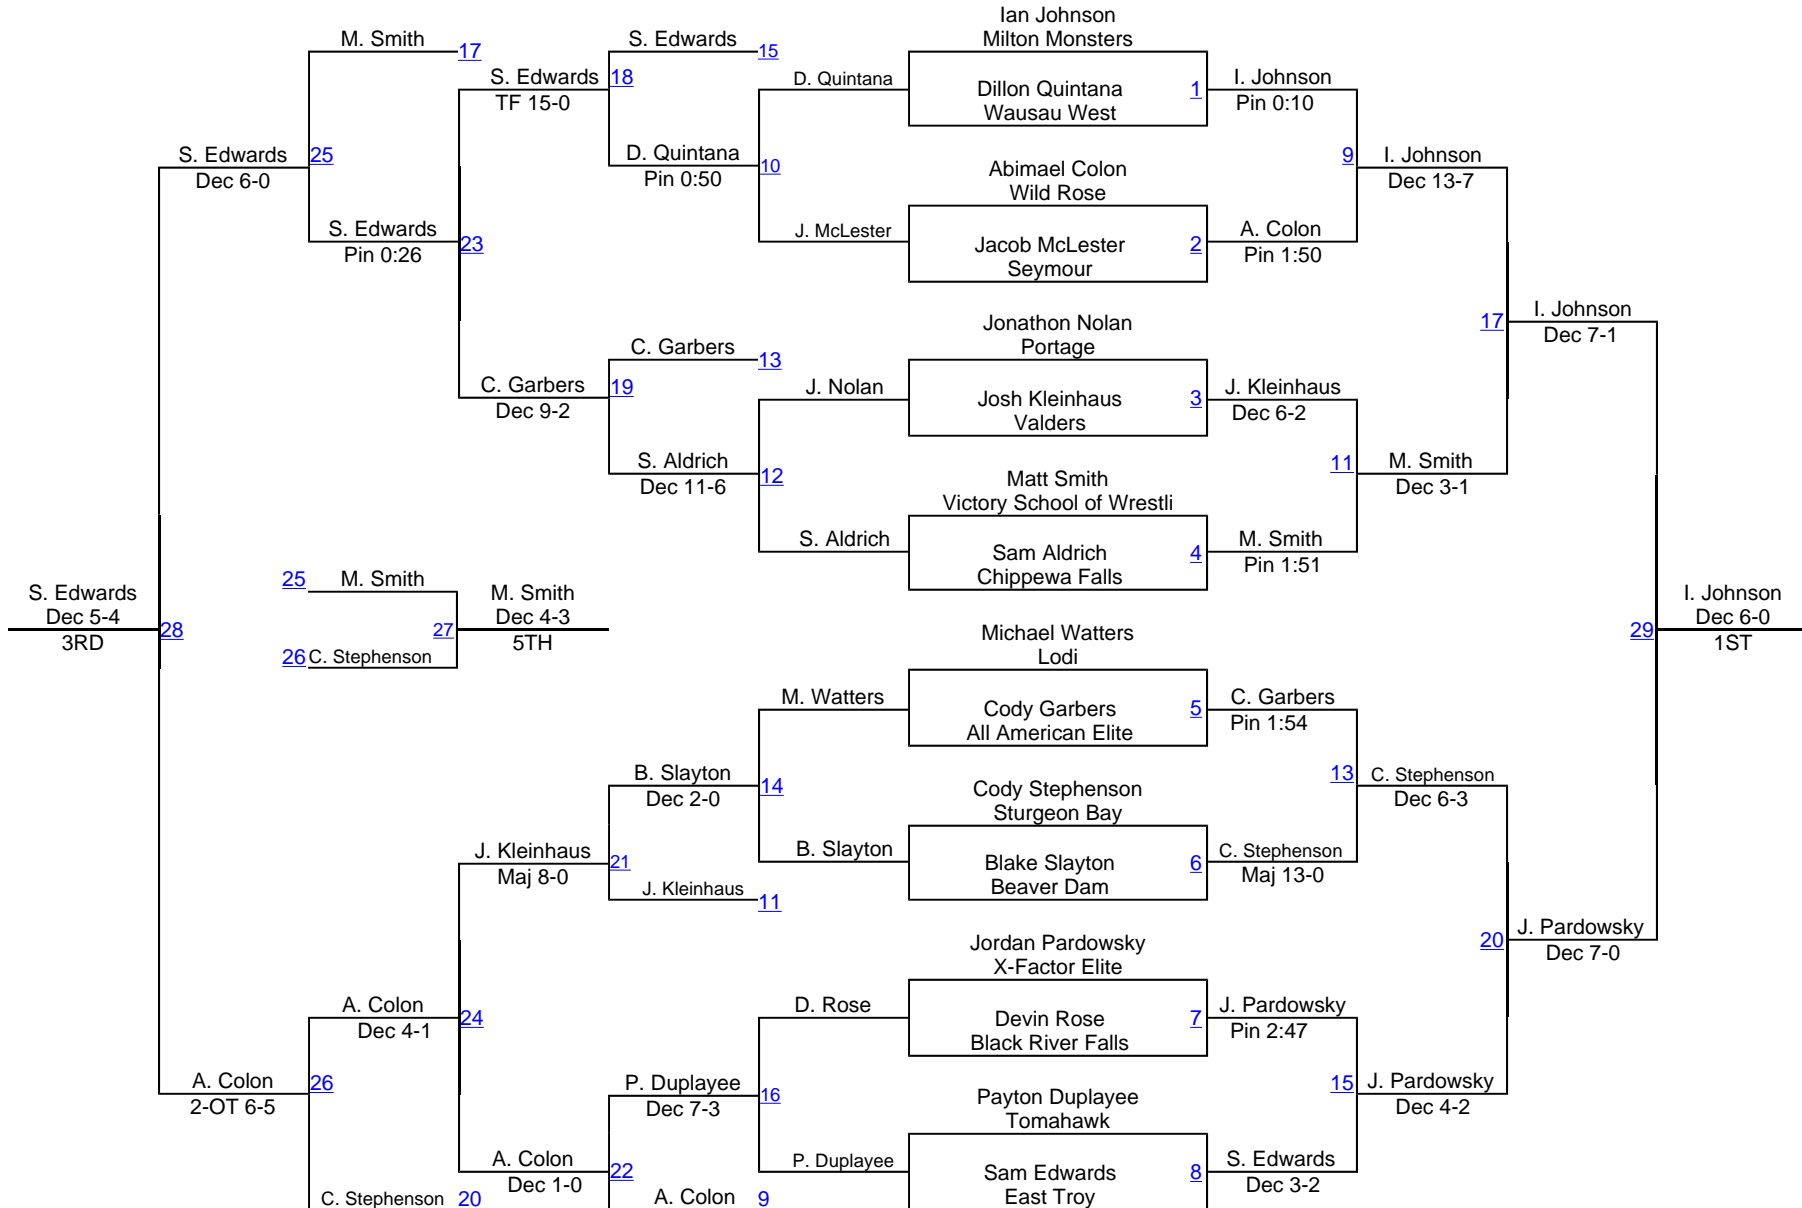 Ian Johnson
M. Smith
17
S. Edwards
15
Milton Monsters
S. Edwards
18
TF 15-0
D. Quintana
Dillon Quintana
1
Wausau West
I. Johnson
Pin 0:10
S. Edwards
25
Dec 6-0
D. Quintana
10
Pin 0:50
Abimael Colon
Wild Rose
9
I. Johnson
Dec 13-7
S. Edwards
23
Pin 0:26
J. McLester
Jacob McLester
2
Seymour
A. Colon
Pin 1:50
Jonathon Nolan
Portage
17
I. Johnson
Dec 7-1
C. Garbers
13
C. Garbers
19
Dec 9-2
J. Nolan
Josh Kleinhaus
3
Valders
J. Kleinhaus
Dec 6-2
S. Aldrich
12
Dec 11-6
Matt Smith
Victory School of Wrestli
11
M. Smith
Dec 3-1
S. Aldrich
Sam Aldrich
4
Chippewa Falls
M. Smith
Pin 1:51
25
M. Smith
S. Edwards
Dec 5-4
28
3RD
27
M. Smith
Dec 4-3
5TH
26
C. Stephenson
Michael Watters
Lodi
29
I. Johnson
Dec 6-0
1ST
M. Watters
Cody Garbers
5
All American Elite
C. Garbers
Pin 1:54
B. Slayton
14
Dec 2-0
Cody Stephenson
Sturgeon Bay
13
C. Stephenson
Dec 6-3
J. Kleinhaus
21
Maj 8-0
B. Slayton
Blake Slayton
6
Beaver Dam
C. Stephenson
Maj 13-0
J. Kleinhaus
11
Jordan Pardowsky
X-Factor Elite
20
J. Pardowsky
Dec 7-0
A. Colon
24
Dec 4-1
D. Rose
Devin Rose
7
Black River Falls
J. Pardowsky
Pin 2:47
A. Colon
26
2-OT 6-5
P. Duplayee
16
Dec 7-3
Payton Duplayee
Tomahawk
15
J. Pardowsky
Dec 4-2
A. Colon
22
Dec 1-0
P. Duplayee
Sam Edwards
8
East Troy
S. Edwards
Dec 3-2
C. Stephenson
20
A. Colon
9